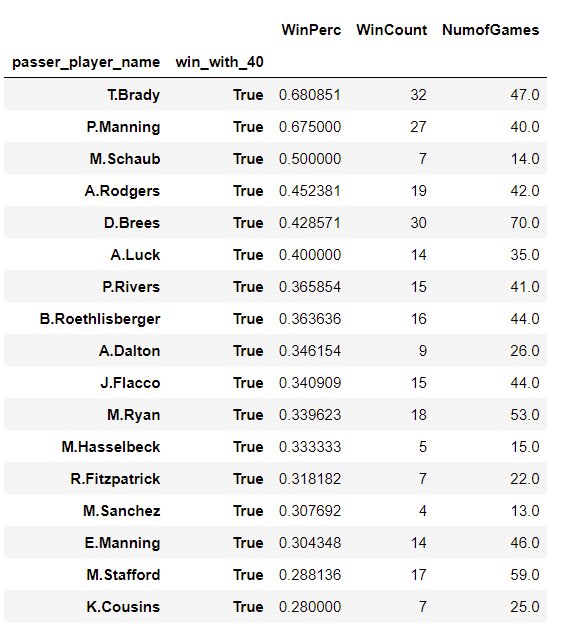 WinPerc WinCount NumofGames
passer_player_name win_with_40
T.Brady True 0.680851 32 47.0
P.Manning True 0.675000 27 40.0
M.Schaub True 0.500000 7 14.0
A.Rodgers True 0.452381 19 42.0
D.Brees True 0.428571 30 70.0
A.Luck True 0.400000 14 35.0
P.Rivers True 0.365854 15 41.0
B.Roethlisberger True 0.363636 16 44.0
A.Dalton True 0.346154 9 26.0
J.Flacco True 0.340909 15 44.0
M.Ryan True 0.339623 18 53.0
M.Hasselbeck True 0.333333 5 15.0
R.Fitzpatrick True 0.318182 7 22.0
M.Sanchez True 0.307692 4 13.0
E.Manning True 0.304348 14 46.0
M.Stafford True 0.288136 17 59.0
K.Cousins True 0.280000 7 25.0